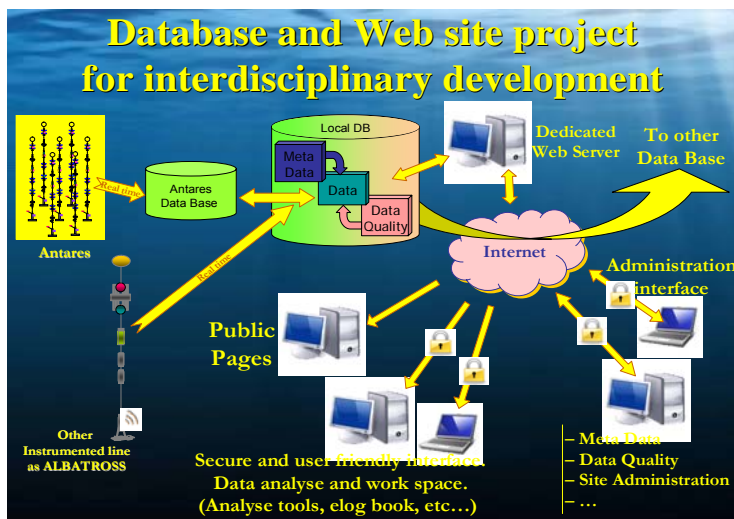 Database and Web site project
for interdisciplinary development
Local DB
Meta
Data
Data
Data
Quality
Dedicated
Web Server
To other
Data Base
Real time
Antares
Data Base
Antares
Real time
Internet
Administration
interface
Public
Pages
Other
Instrumented line
as ALBATROSS
Secure and user friendly interface.
Data analyse and work space.
(Analyse tools, elog book, etc…)
– Meta Data
– Data Quality
– Site Administration
– …